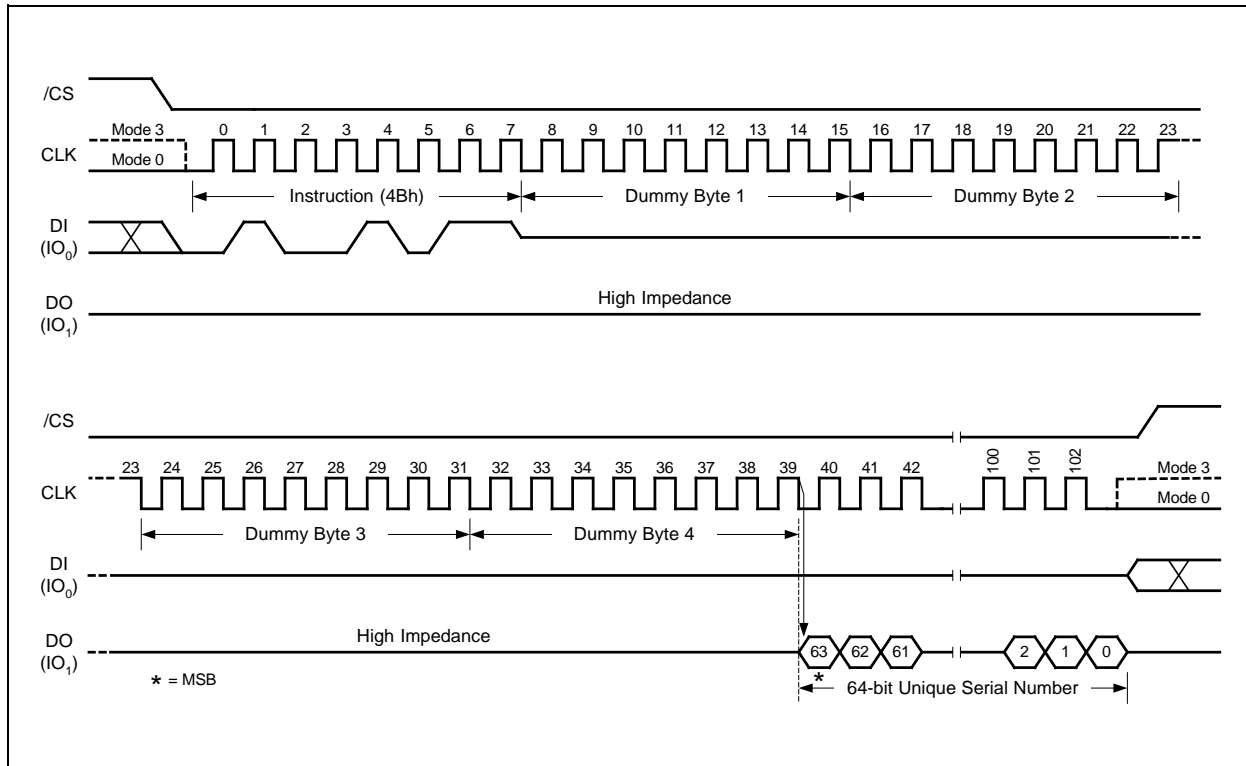 /CS
Mode 3
0 1 2 3 4 5 6 7 8 9 10 11 12 13 14 15 16 17 18 19 20 21 22 23
CLK
Mode 0
Instruction (4Bh) Dummy Byte 1 Dummy Byte 2
DI
(IO0)
High Impedance
DO
(IO1)
/CS
23 24 25 26 27 28 29 30 31 32 33 34 35 36 37 38 39 40 41 42 100 101 102
Mode 3
CLK
Mode 0
Dummy Byte 3 Dummy Byte 4
DI
(IO0)
High Impedance
DO
(IO1)
63 62 61 2 1 0
* = MSB
*
64-bit Unique Serial Number